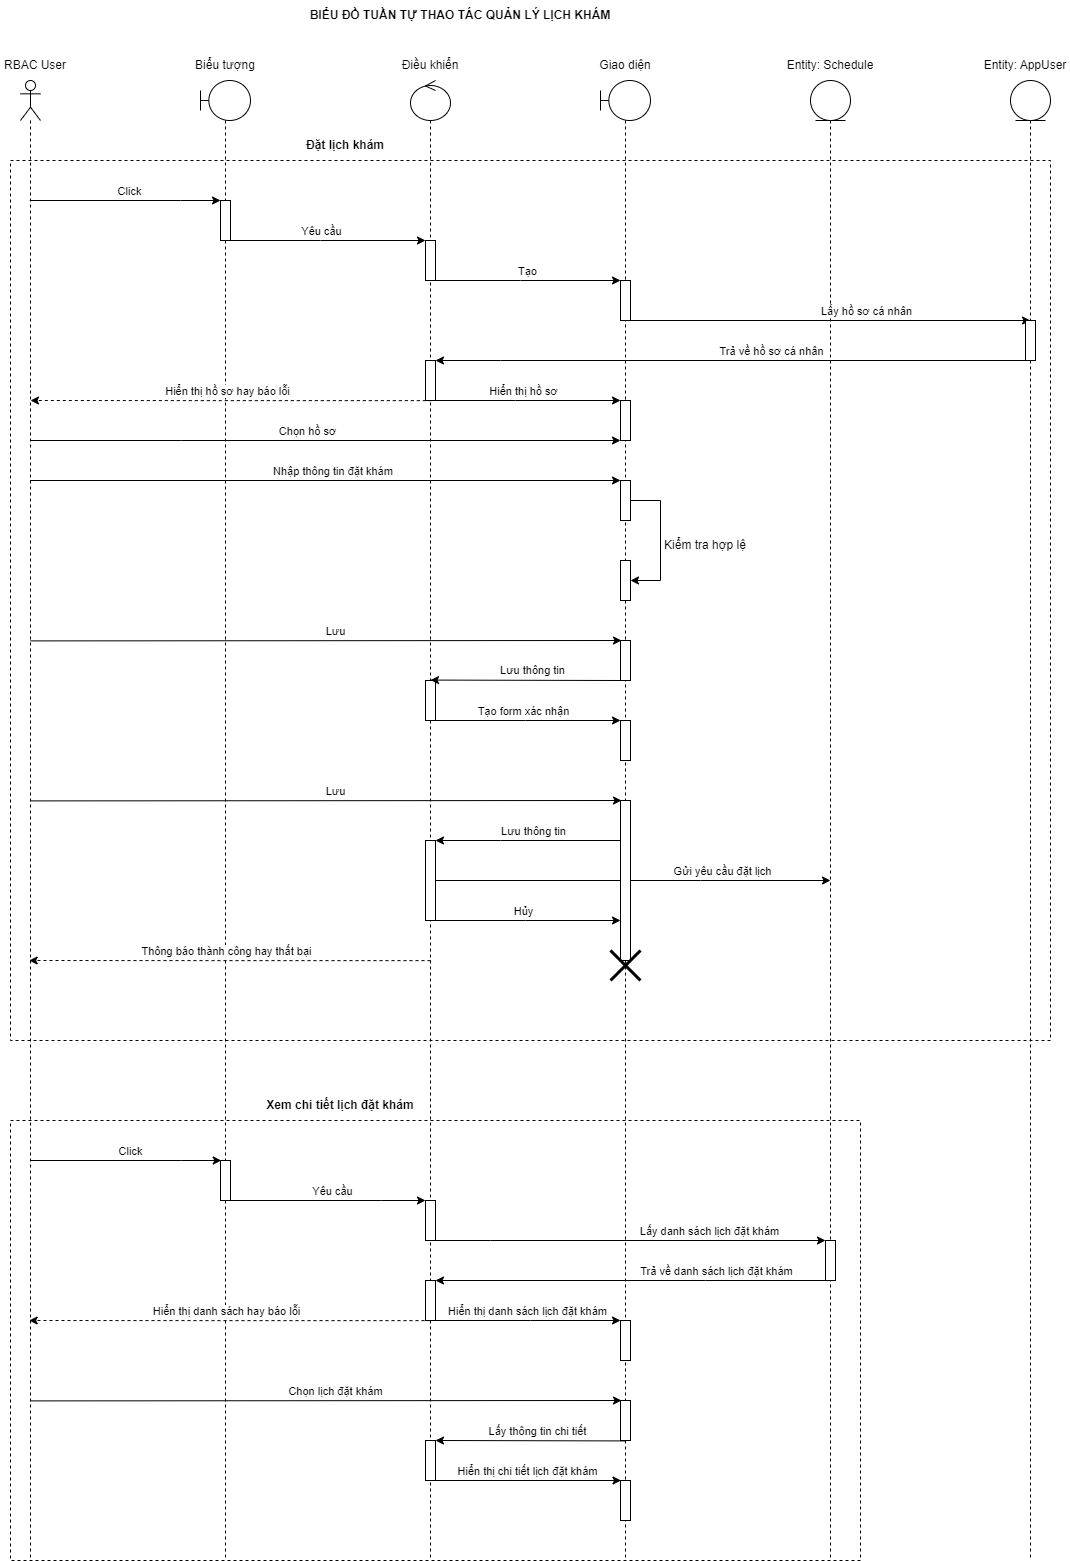 BIỂU ĐỒ TUẦN TỰ THAO TÁC QUẢN LÝ LỊCH KHÁM
RBAC User
Biểu tượng
Điều khiển
Giao diện
Entity: Schedule
Entity: AppUser
Đặt lịch khám
Click
Yêu cầu
Tạo
Lấy hồ sơ cá nhân
Trả về hồ sơ cá nhân
Hiển thị hồ sơ hay báo lỗi
Hiển thị hồ sơ
Chọn hồ sơ
Nhập thông tin đặt khám
Kiểm tra hợp lệ
Lưu
Lưu thông tin
Tạo form xác nhận
Lưu
Lưu thông tin
Gửi yêu cầu đặt lịch
Hủy
Thông báo thành công hay thất bại
Xem chi tiết lịch đặt khám
Click
Yêu cầu
Lấy danh sách lịch đặt khám
Trả về danh sách lịch đặt khám
Hiển thị danh sách hay báo lỗi
Hiển thị danh sách lịch đặt khám
Chọn lịch đặt khám
Lấy thông tin chi tiết
Hiển thị chi tiết lịch đặt khám